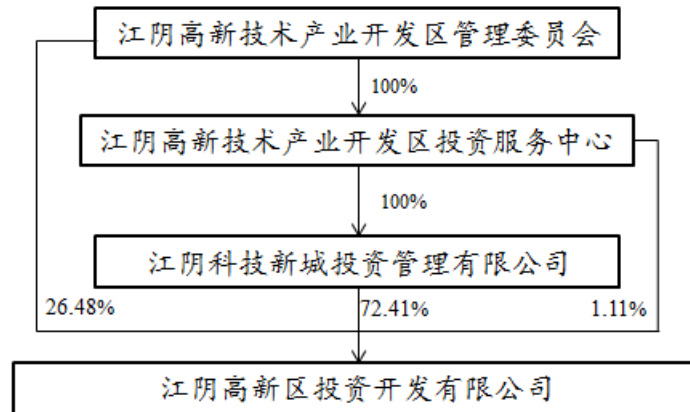 江阴高新技术产业开发区管理委员会
100%
江阴高新技术产业开发区投资服务中心
100%
江阴科技新城投资管理有限公司
26.48%
72.41%
1.11%
江阴高新区投资开发有限公司